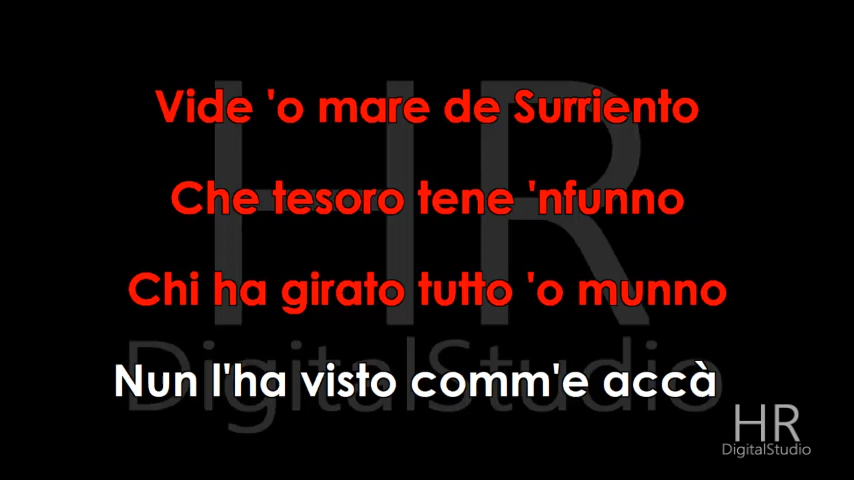 Vide 'o mare de Surriento
Che tesoro tene 'nfunno
Chi ha girato tutto 'o munno
Nun l'ha visto comm'e accà
HR
DigitalStudio
HR
DigitalStudio